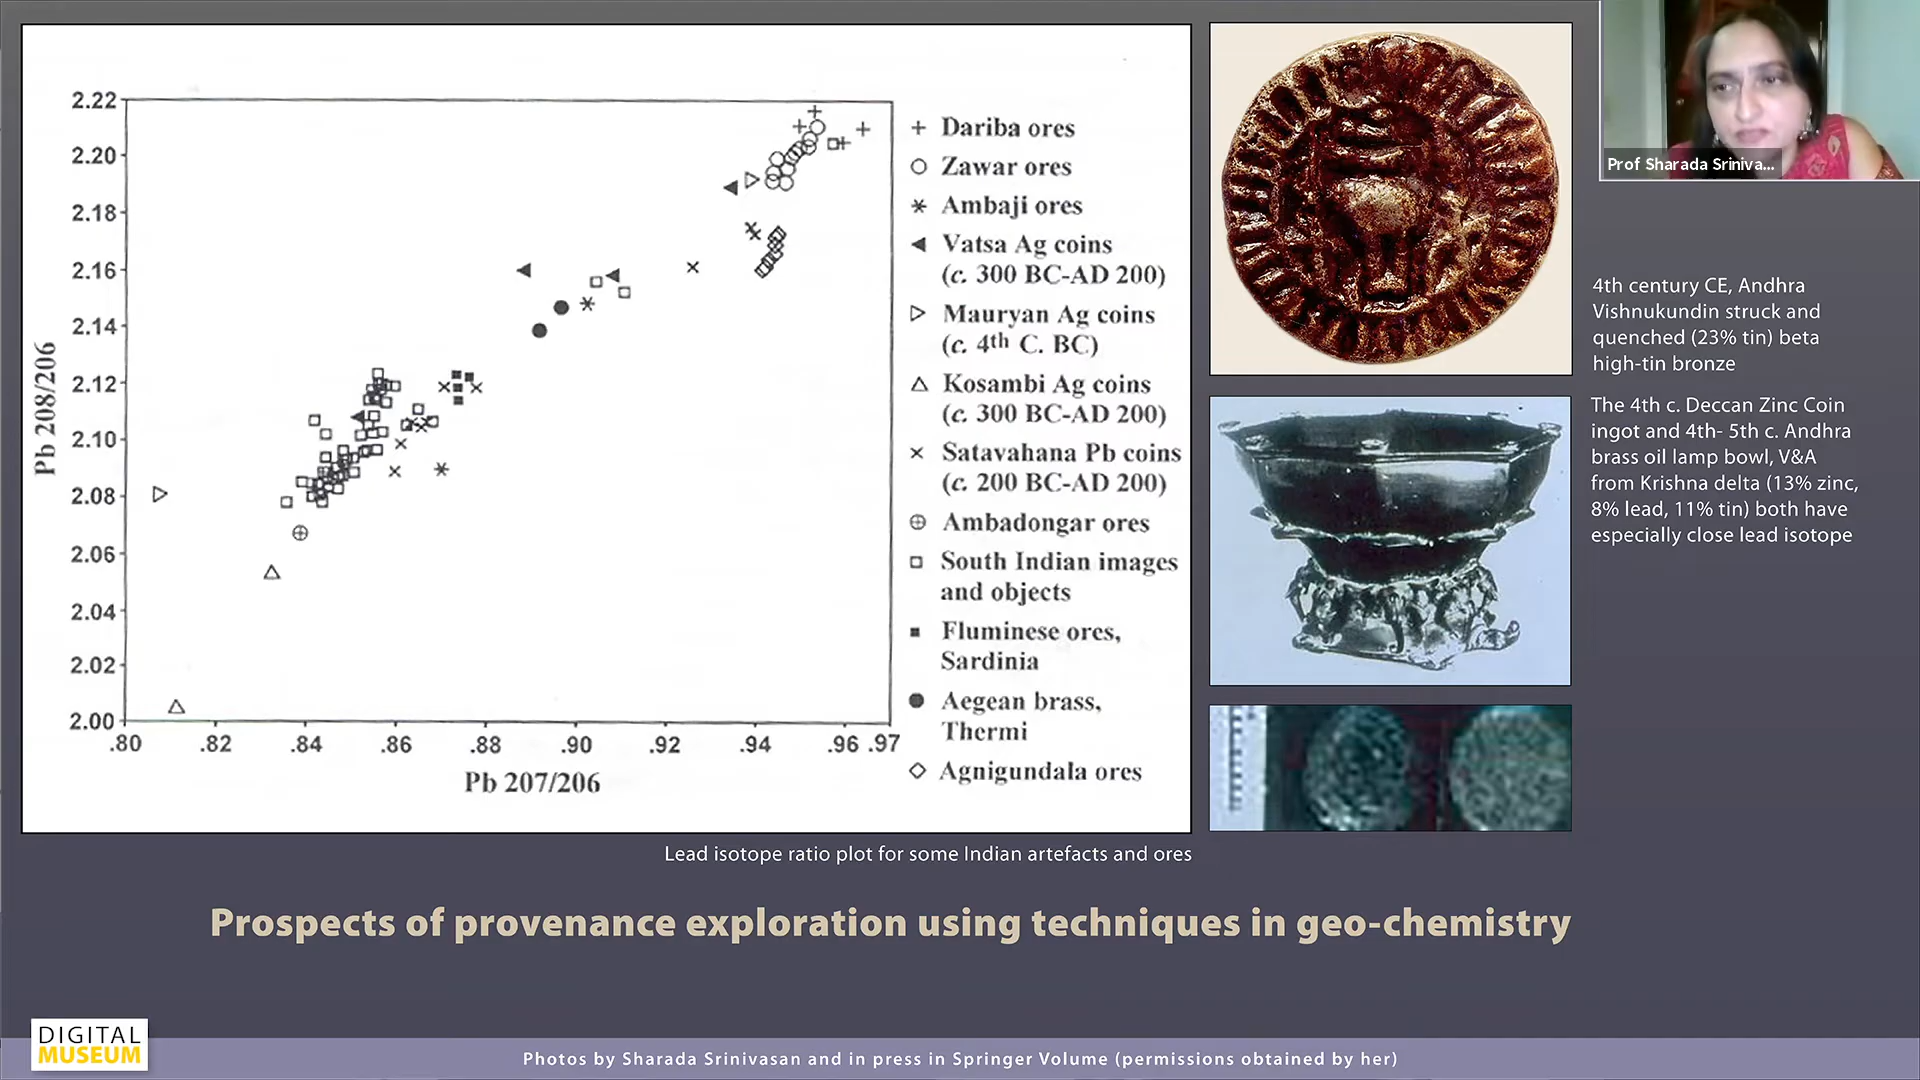 2.22
2.20
2.18
2.16
2.14
2.12
2.10
2.08
2.06
2.04
2.02
2.00
Pb 208/206
.80 .82 .84 .86 .88 .90 .92 .94 .96 .97
Pb 207/206
Dariba ores
Zawar ores
Ambaji ores
Vatsa Ag coins
(c. 300 BC-AD 200)
Mauryan Ag coins
(c. 4th C. BC)
Kosambi Ag coins
(c. 300 BC-AD 200)
Satavahana Pb coins
(c. 200 BC-AD 200)
Ambadongar ores
South Indian images
and objects
Fluminese ores,
Sardinia
Aegean brass,
Thermi
Agnigundala ores
Lead isotope ratio plot for some Indian artefacts and ores
Prof Sharada Sriniva...
4th century CE, Andhra
Vishnukundin struck and
quenched (23% tin) beta
high-tin bronze
The 4th c. Deccan Zinc Coin
ingot and 4th- 5th c. Andhra
brass oil lamp bowl, V&A
from Krishna delta (13% zinc,
8% lead, 11% tin) both have
especially close lead isotope
Prospects of provenance exploration using techniques in geo-chemistry
DIGITAL
MUSEUM
Photos by Sharada Srinivasan and in press in Springer Volume (permissions obtained by her)